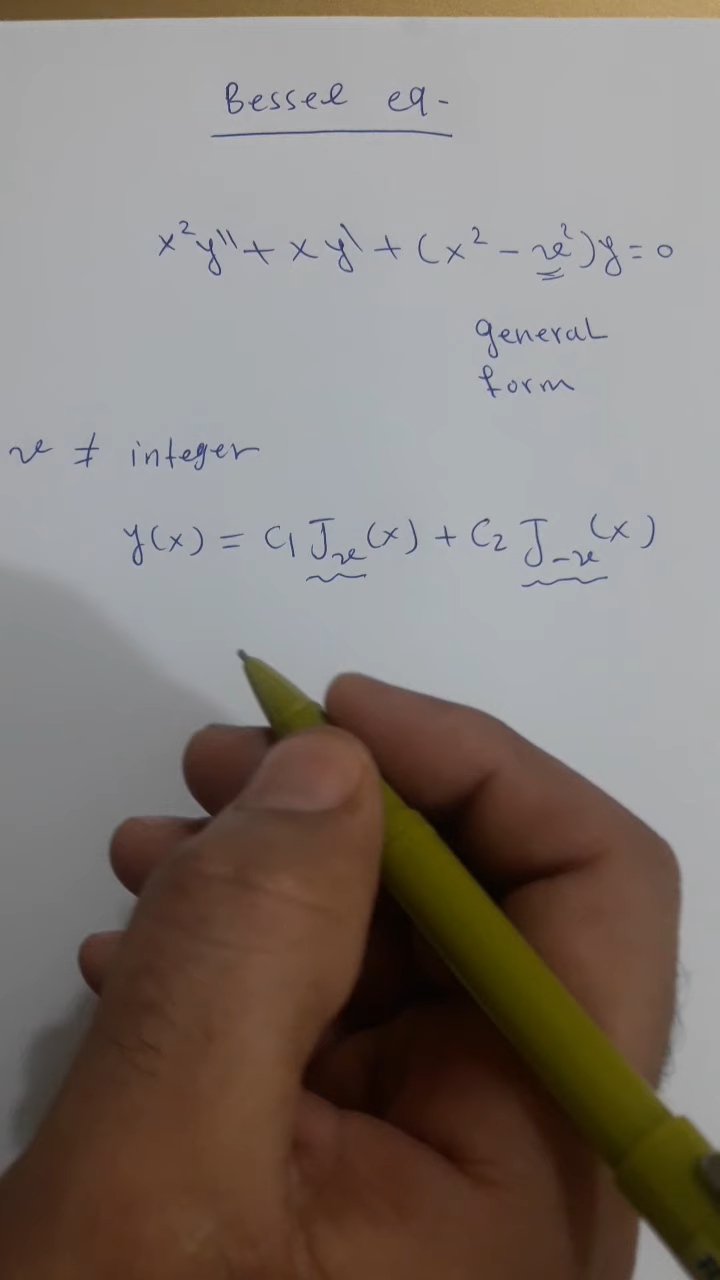 Bessel eq-
x²y'' + xy' + (x² - ν²)y = 0
general
form
ν ≠ integer
y(x) = C₁ J_ν(x) + C₂ J_-ν(x)